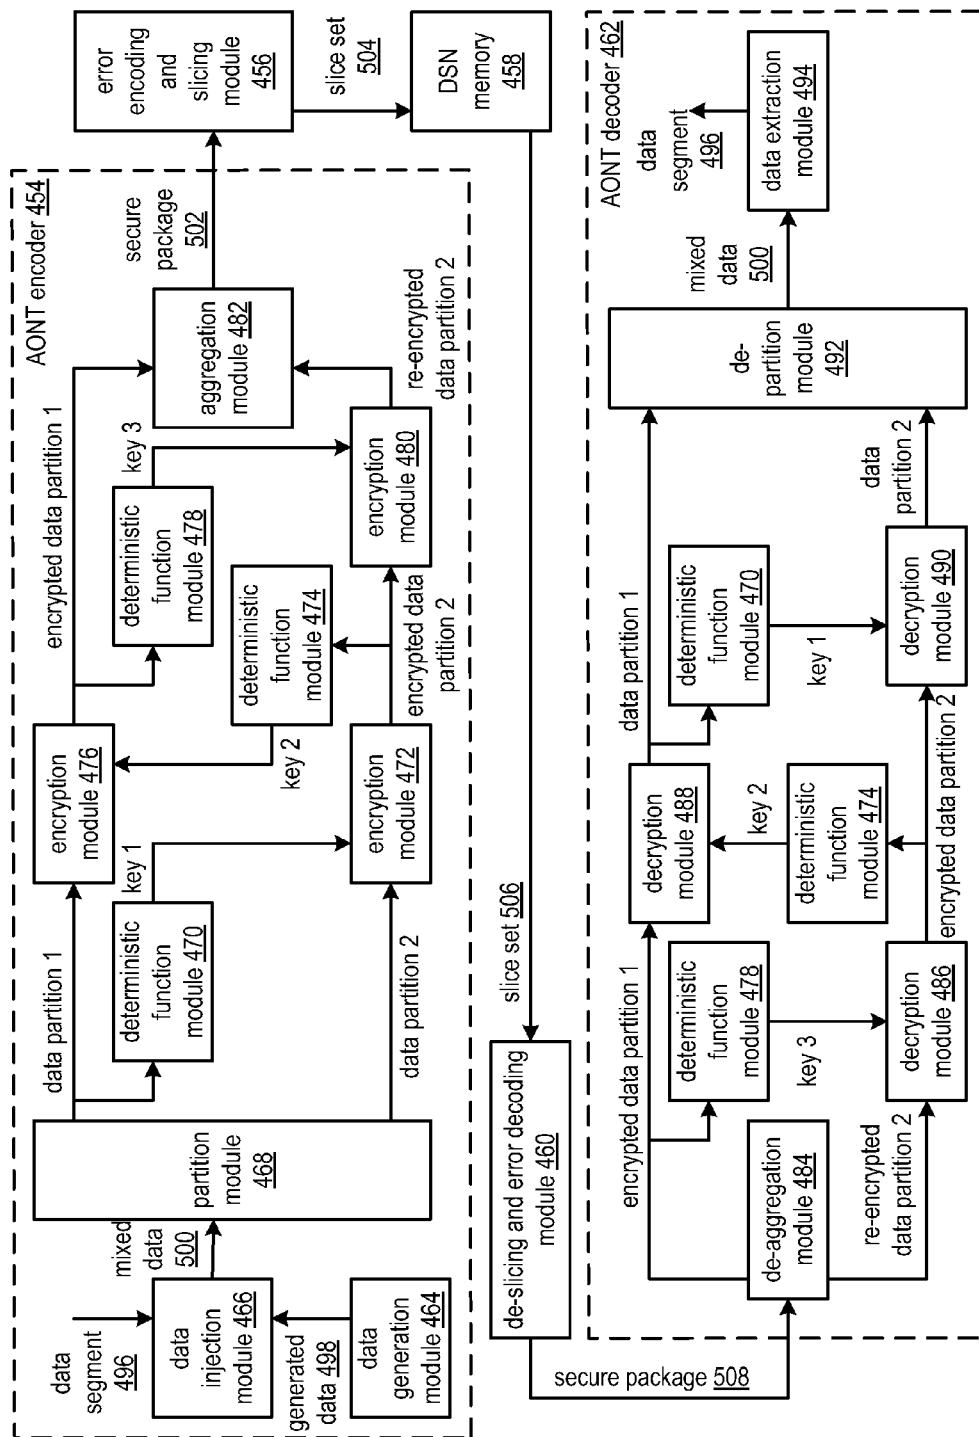 AONT encoder 454
data
segment
496
data
injection
module 466
generated
data 498
data
generation
module 464
mixed
data
500
partition
module
468
data partition 1
deterministic
function
module 470
key 1
data partition 2
encryption
module 476
encryption
module 472
key 2
deterministic
function
module 474
encrypted data
partition 2
encrypted data partition 1
deterministic
function
module 478
key 3
encryption
module 480
re-encrypted
data partition 2
aggregation
module 482
secure
package
502
error
encoding
and
slicing
module
456
slice set
504
DSN
memory
458
slice set 506
de-slicing and error decoding
module 460
secure package 508
AONT decoder 462
de-aggregation
module 484
encrypted data partition 1
re-encrypted
data partition 2
deterministic
function
module 478
key 3
decryption
module 486
encrypted data partition 2
deterministic
function
module 474
key 2
decryption
module 488
data partition 1
deterministic
function
module 470
key 1
decryption
module 490
data
partition 2
de-
partition
module
492
mixed
data
500
data extraction
module 494
data
segment
496